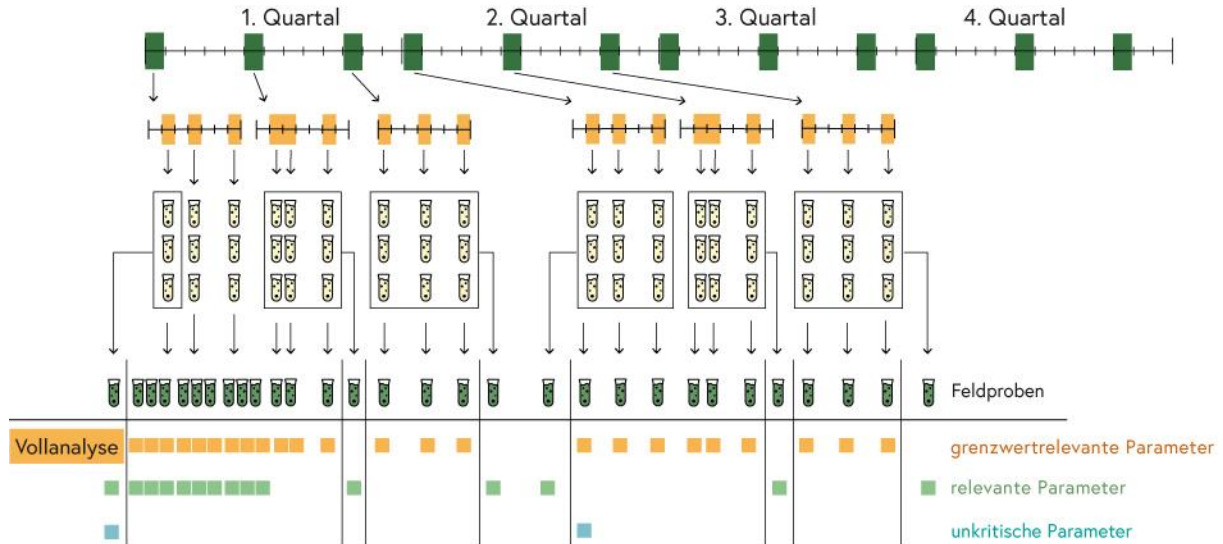 1. Quartal
2. Quartal
3. Quartal
4. Quartal
Feldproben
Vollanalyse
grenzwertrelevante Parameter
relevante Parameter
unkritische Parameter